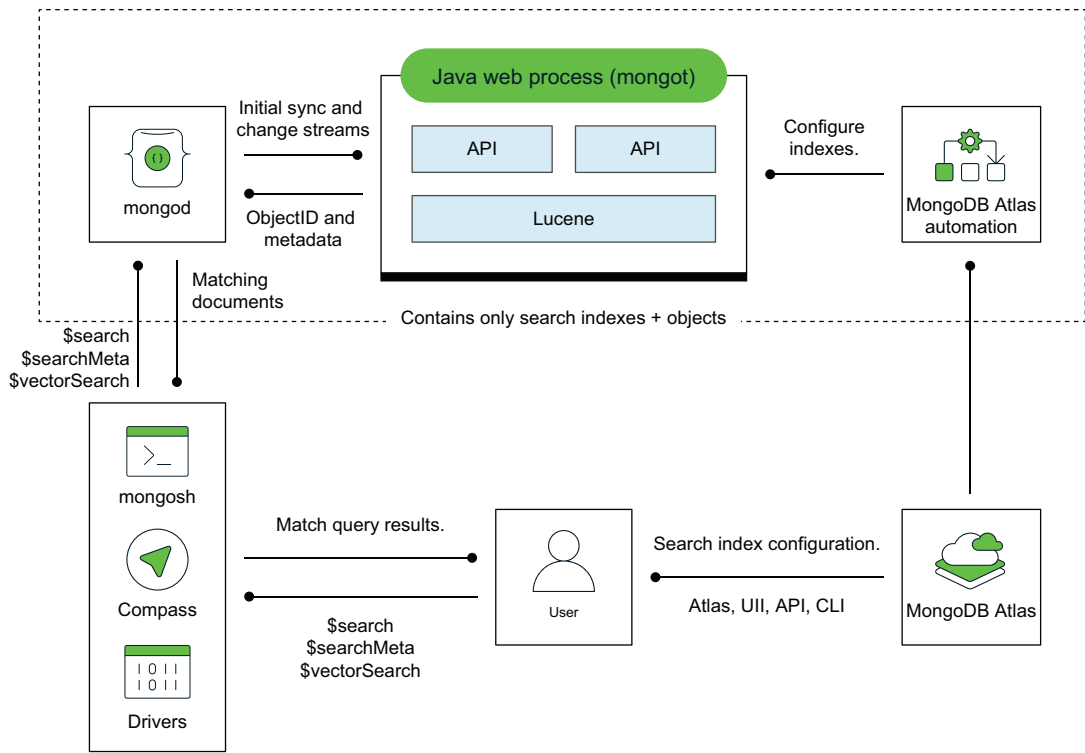 Java web process (mongot)
Initial sync and
change streams
API
API
Configure
indexes.
{ }
mongod
ObjectID and
metadata
Lucene
MongoDB Atlas
automation
Matching
documents
Contains only search indexes + objects
$search
$searchMeta
$vectorSearch
>_
mongosh
Match query results.
Search index configuration.
Compass
User
Atlas, UII, API, CLI
MongoDB Atlas
$search
$searchMeta
$vectorSearch
I O I I
I O I I
Drivers